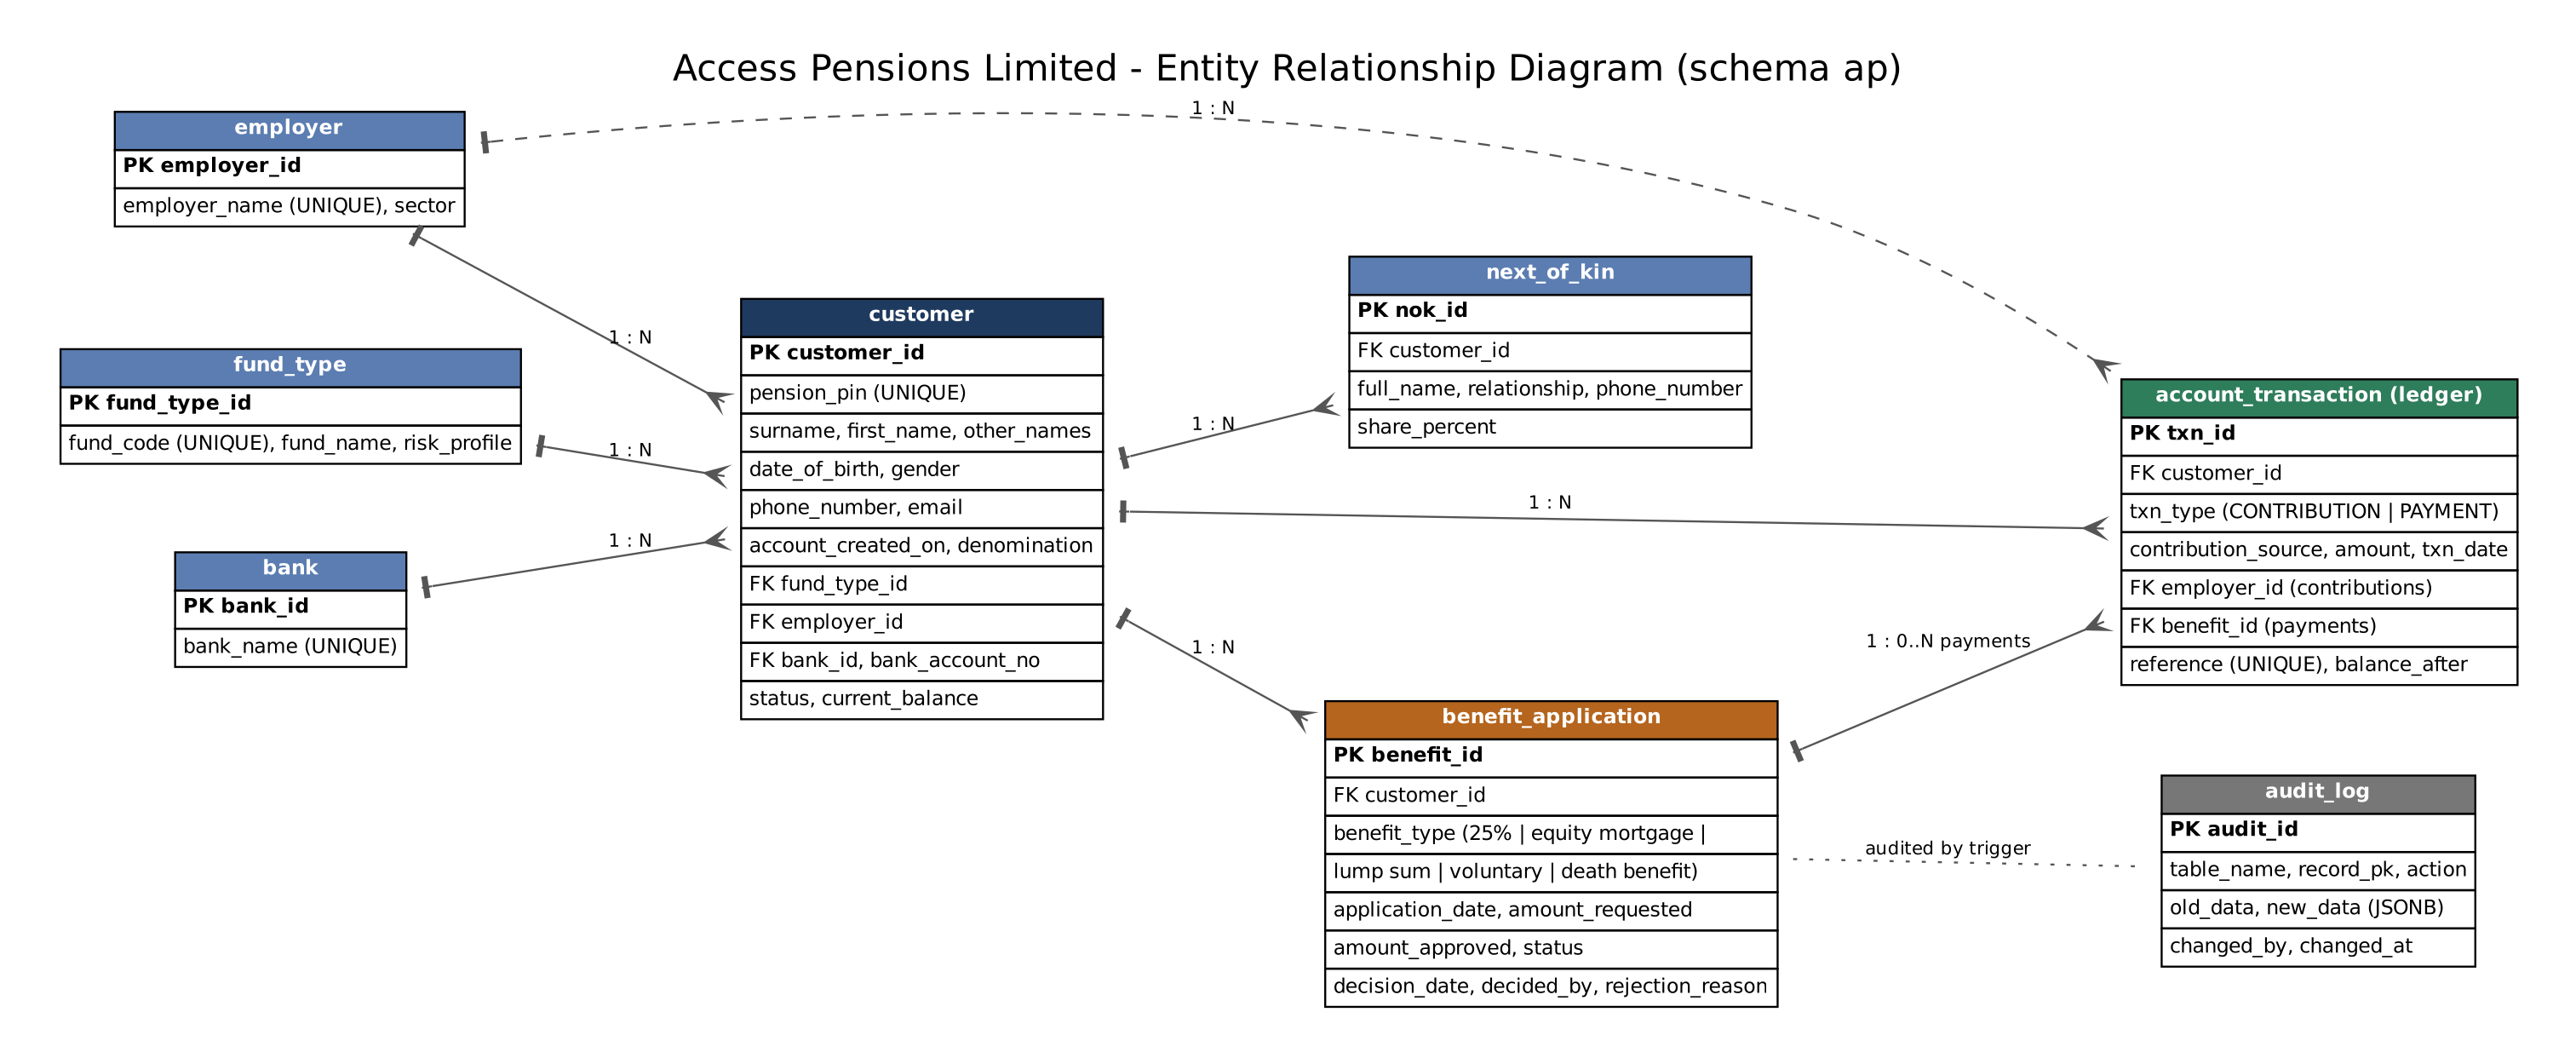 Access Pensions Limited - Entity Relationship Diagram (schema ap)
1 : N
employer
PK employer_id
employer_name (UNIQUE), sector
1 : N
fund_type
PK fund_type_id
fund_code (UNIQUE), fund_name, risk_profile
1 : N
bank
PK bank_id
bank_name (UNIQUE)
1 : N
customer
PK customer_id
pension_pin (UNIQUE)
surname, first_name, other_names
date_of_birth, gender
phone_number, email
account_created_on, denomination
FK fund_type_id
FK employer_id
FK bank_id, bank_account_no
status, current_balance
1 : N
1 : N
1 : N
next_of_kin
PK nok_id
FK customer_id
full_name, relationship, phone_number
share_percent
benefit_application
PK benefit_id
FK customer_id
benefit_type (25% | equity mortgage |
lump sum | voluntary | death benefit)
application_date, amount_requested
amount_approved, status
decision_date, decided_by, rejection_reason
1 : 0..N payments
audited by trigger
account_transaction (ledger)
PK txn_id
FK customer_id
txn_type (CONTRIBUTION | PAYMENT)
contribution_source, amount, txn_date
FK employer_id (contributions)
FK benefit_id (payments)
reference (UNIQUE), balance_after
audit_log
PK audit_id
table_name, record_pk, action
old_data, new_data (JSONB)
changed_by, changed_at